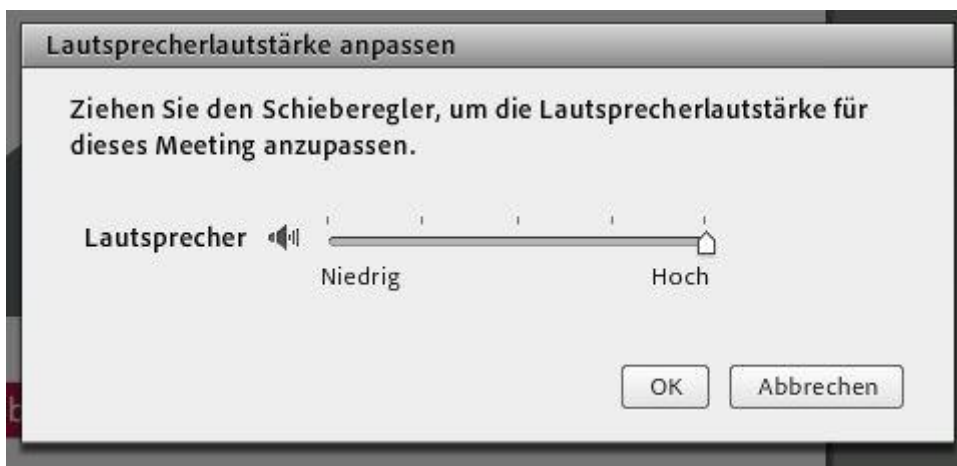 Lautsprecherlautstärke anpassen
Ziehen Sie den Schieberegler, um die Lautsprecherlautstärke für
dieses Meeting anzupassen.
Lautsprecher
Niedrig Hoch
OK Abbrechen